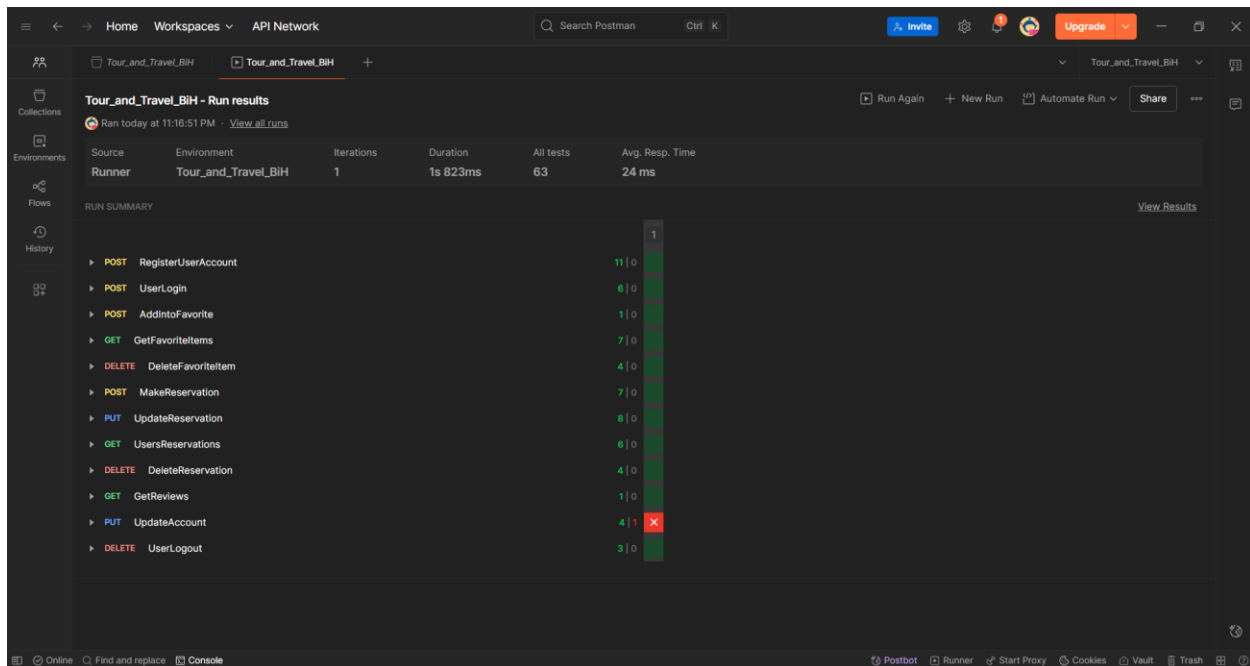 Home Workspaces API Network Search Postman Ctrl K Invite 1 Upgrade
Tour_and_Travel_BiH Tour_and_Travel_BiH Tour_and_Travel_BiH
Collections
Environments
Flows
History
Tour_and_Travel_BiH - Run results Run Again New Run Automate Run Share
Ran today at 11:16:51 PM · View all runs
Source Environment Iterations Duration All tests Avg. Resp. Time
Runner Tour_and_Travel_BiH 1 1s 823ms 63 24 ms
RUN SUMMARY View Results
1
POST RegisterUserAccount 11 | 0
POST UserLogin 6 | 0
POST AddIntoFavorite 1 | 0
GET GetFavoriteItems 7 | 0
DELETE DeleteFavoriteItem 4 | 0
POST MakeReservation 7 | 0
PUT UpdateReservation 8 | 0
GET UsersReservations 6 | 0
DELETE DeleteReservation 4 | 0
GET GetReviews 1 | 0
PUT UpdateAccount 4 | 1
DELETE UserLogout 3 | 0
Online Find and replace Console Postbot Runner Start Proxy Cookies Vault Trash